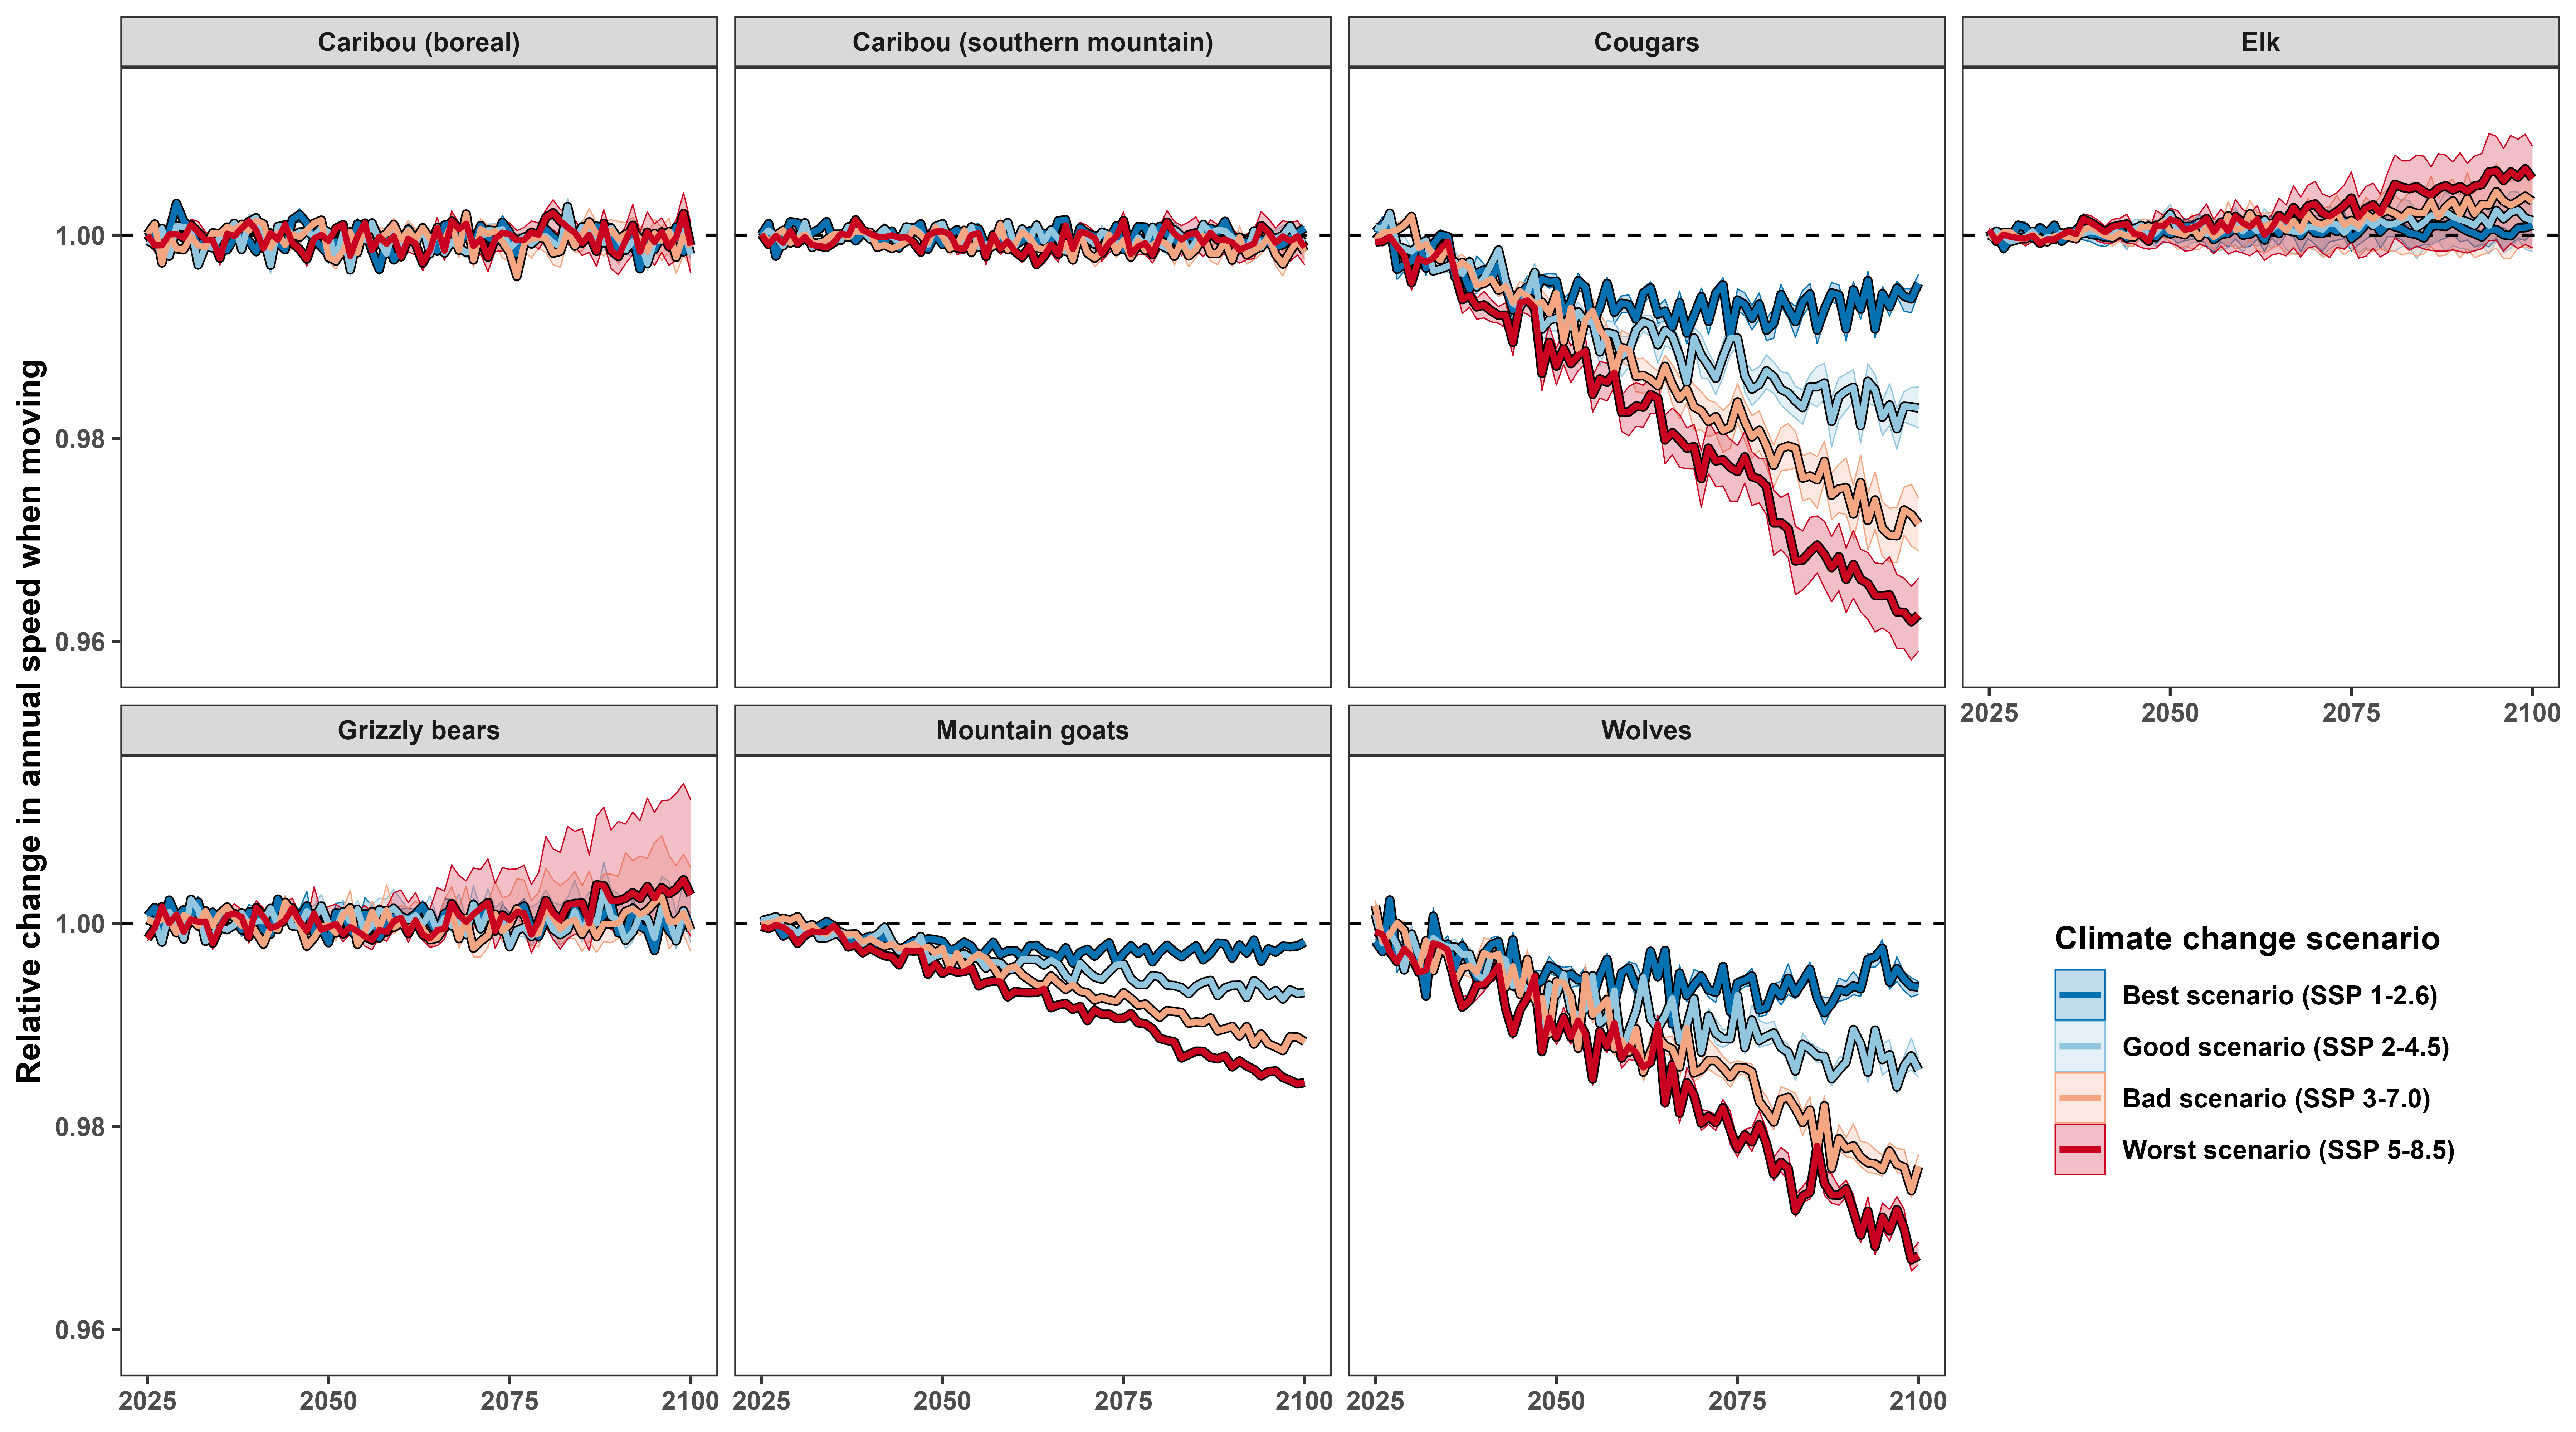 Caribou (boreal)
Caribou (southern mountain)
Cougars
Elk
Relative change in annual speed when moving
1.00
0.98
0.96
2025
2050
2075
2100
Grizzly bears
Mountain goats
Wolves
1.00
0.98
0.96
2025
2050
2075
2100
2025
2050
2075
2100
2025
2050
2075
2100
Climate change scenario
Best scenario (SSP 1-2.6)
Good scenario (SSP 2-4.5)
Bad scenario (SSP 3-7.0)
Worst scenario (SSP 5-8.5)